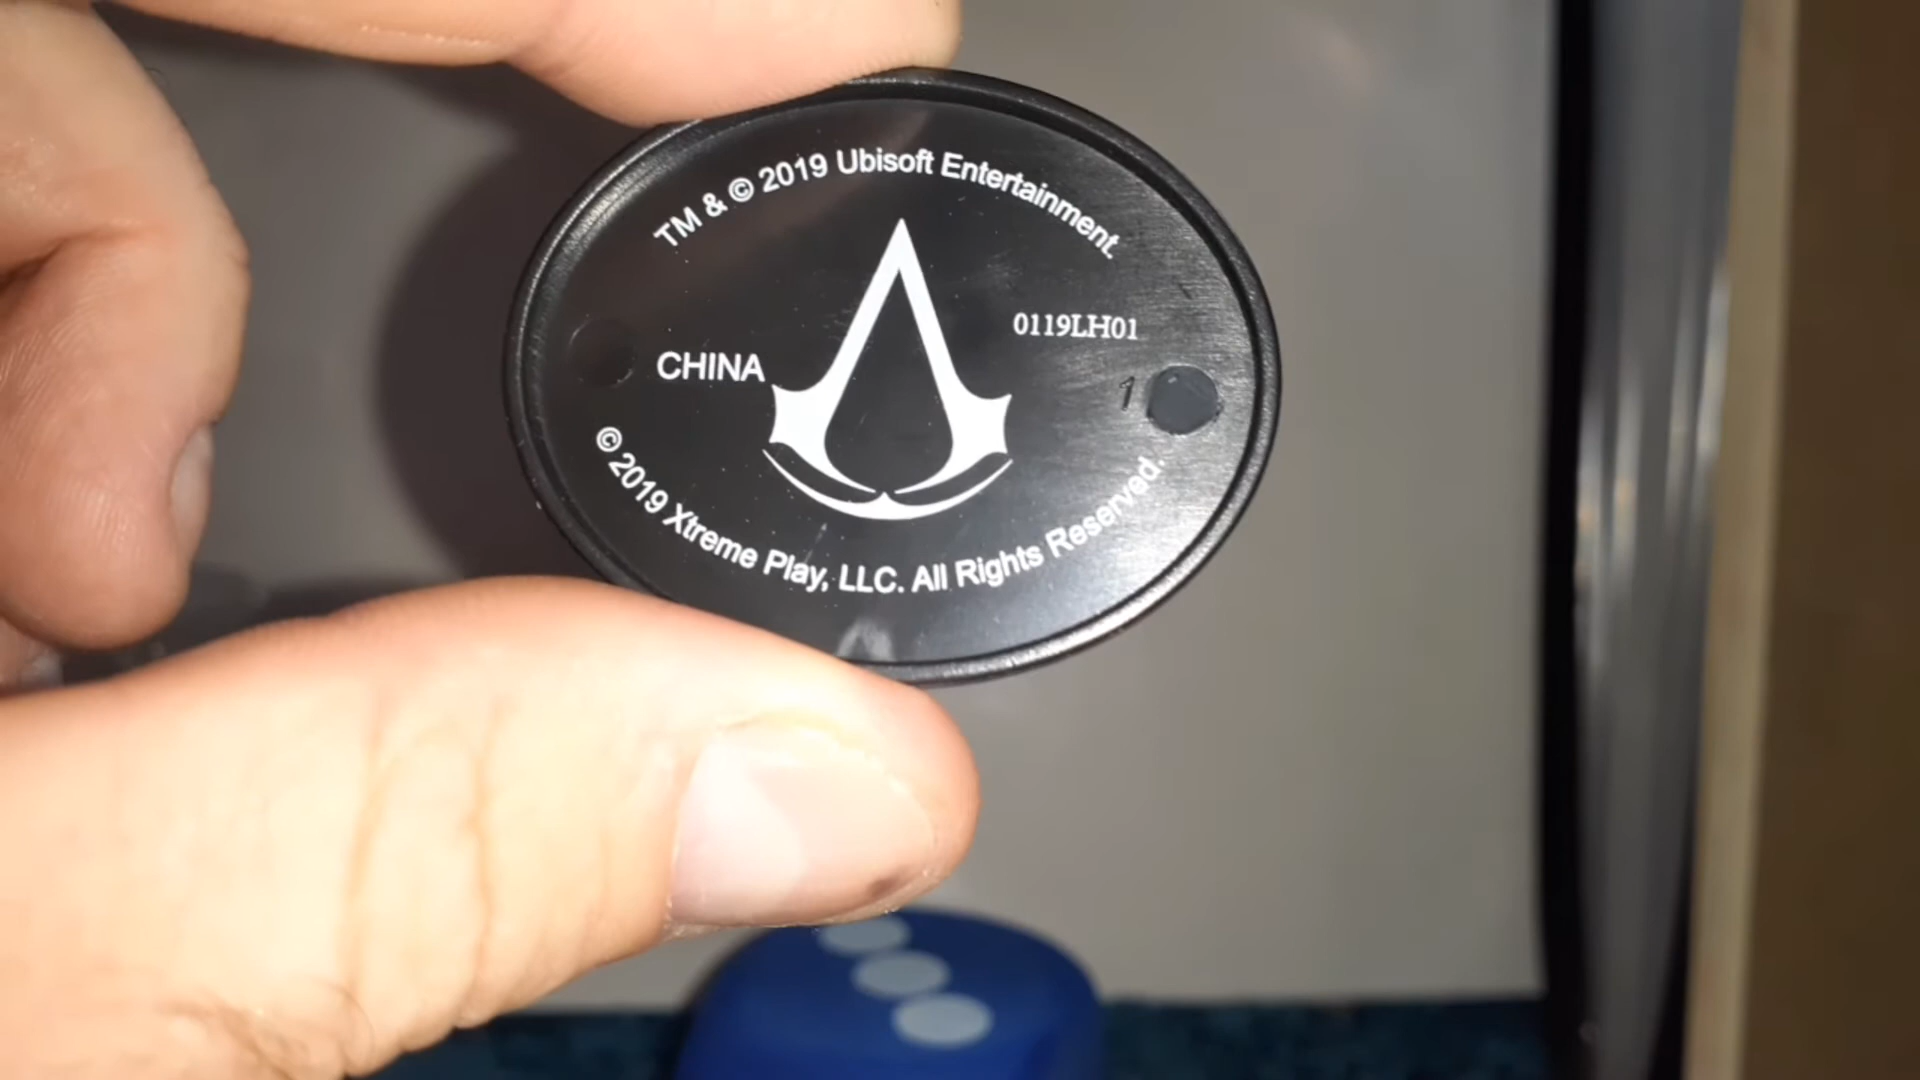 TM & © 2019 Ubisoft Entertainment.
0119LH01
CHINA
1
© 2019 Xtreme Play, LLC. All Rights Reserved.